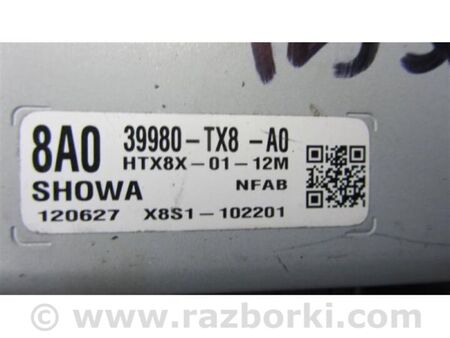 8A0 39980-TX8 -A0
HTX8X-01-12M
SHOWA NFAB
120627 X8S1-102201
© www.razborki.com